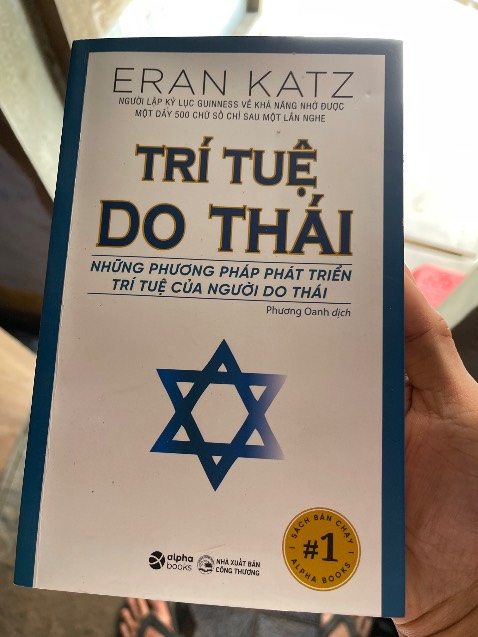 ERAN KATZ
NGƯỜI LẬP KỶ LỤC GUINNESS VỀ KHẢ NĂNG NHỚ ĐƯỢC
MỘT DÃY 500 CHỮ SỐ CHỈ SAU MỘT LẦN NGHE
TRÍ TUỆ
DO THÁI
NHỮNG PHƯƠNG PHÁP PHÁT TRIỂN
TRÍ TUỆ CỦA NGƯỜI DO THÁI
Phương Oanh dịch
SÁCH BÁN CHẠY
#1
ALPHA BOOKS
alpha
BOOKS
NHÀ XUẤT BẢN
CÔNG THƯƠNG